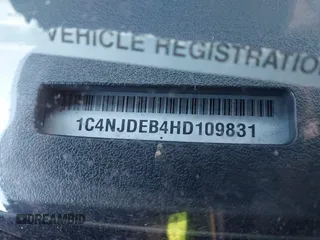 VEHICLE REGISTRATION
1C4NJDEB4HD109831
DREAMBID